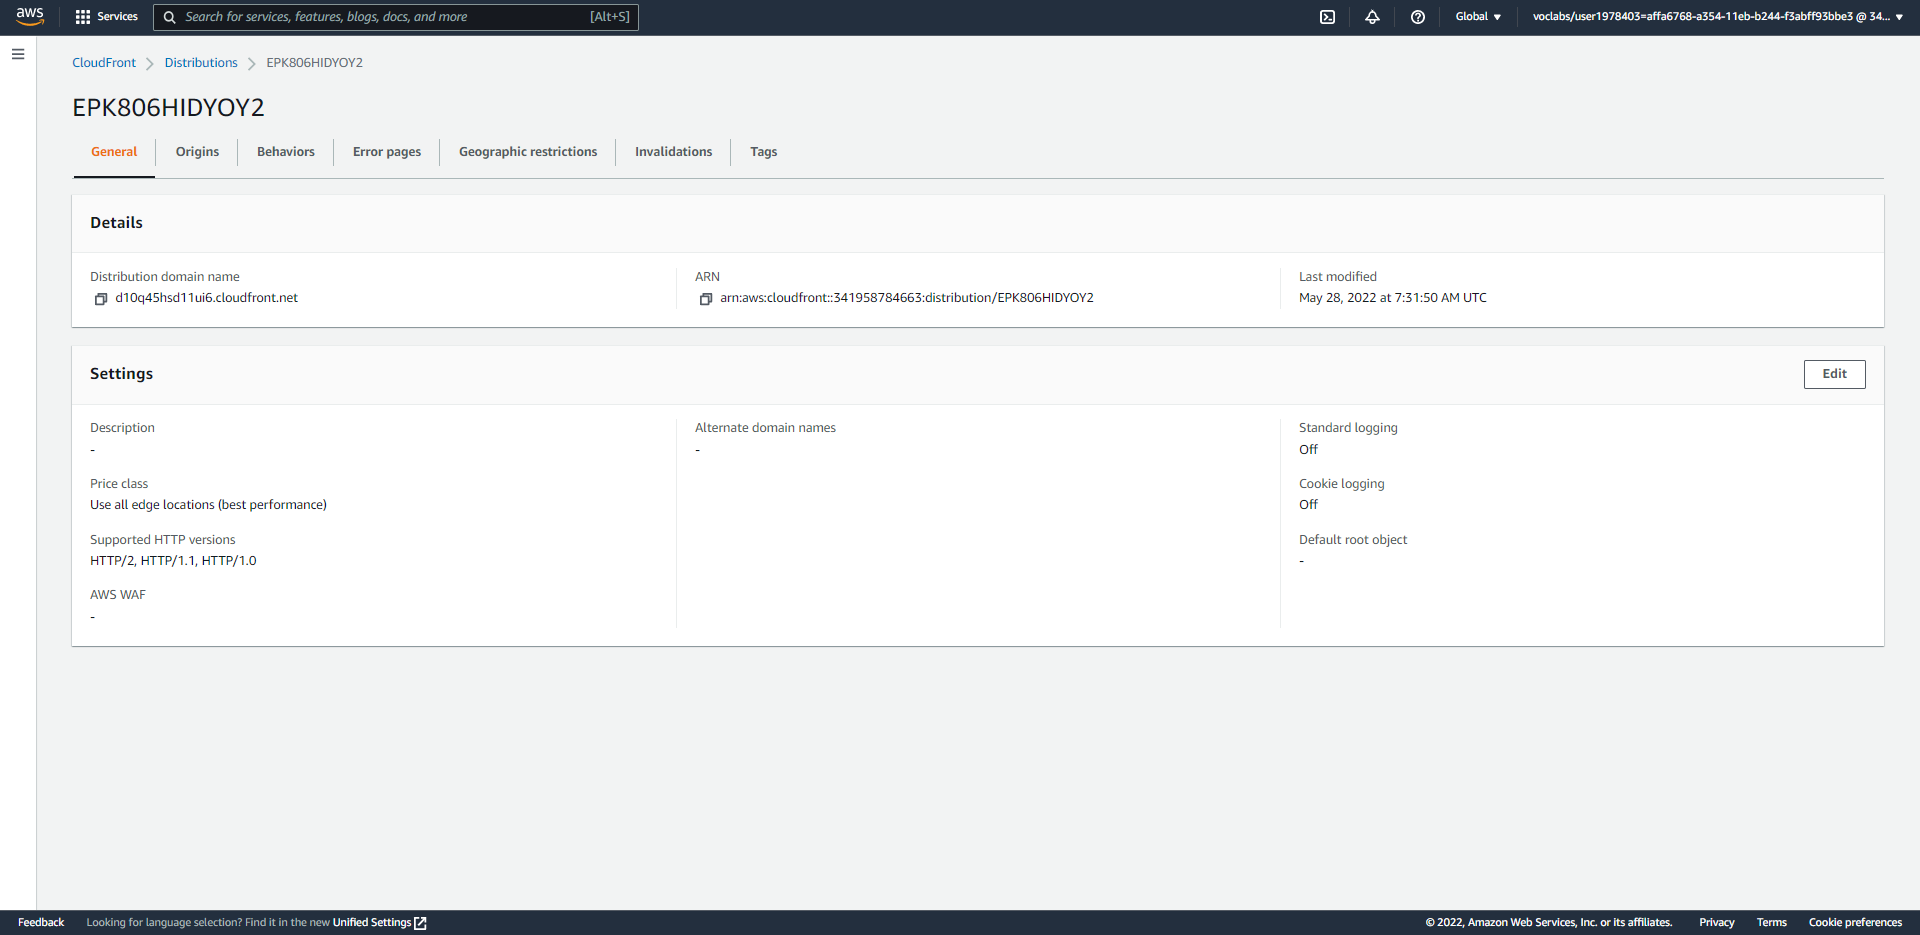 aws Services Search for services, features, blogs, docs, and more [Alt+S] Global voclabs/user1978403=affa6768-a354-11eb-b244-f3abff93bbe3 @ 34...
CloudFront Distributions EPK806HIDYOY2
EPK806HIDYOY2
General Origins Behaviors Error pages Geographic restrictions Invalidations Tags
Details
Distribution domain name
d10q45hsd11ui6.cloudfront.net
ARN
arn:aws:cloudfront::341958784663:distribution/EPK806HIDYOY2
Last modified
May 28, 2022 at 7:31:50 AM UTC
Settings
Edit
Description
-
Price class
Use all edge locations (best performance)
Supported HTTP versions
HTTP/2, HTTP/1.1, HTTP/1.0
AWS WAF
-
Alternate domain names
-
Standard logging
Off
Cookie logging
Off
Default root object
-
Feedback Looking for language selection? Find it in the new Unified Settings © 2022, Amazon Web Services, Inc. or its affiliates. Privacy Terms Cookie preferences